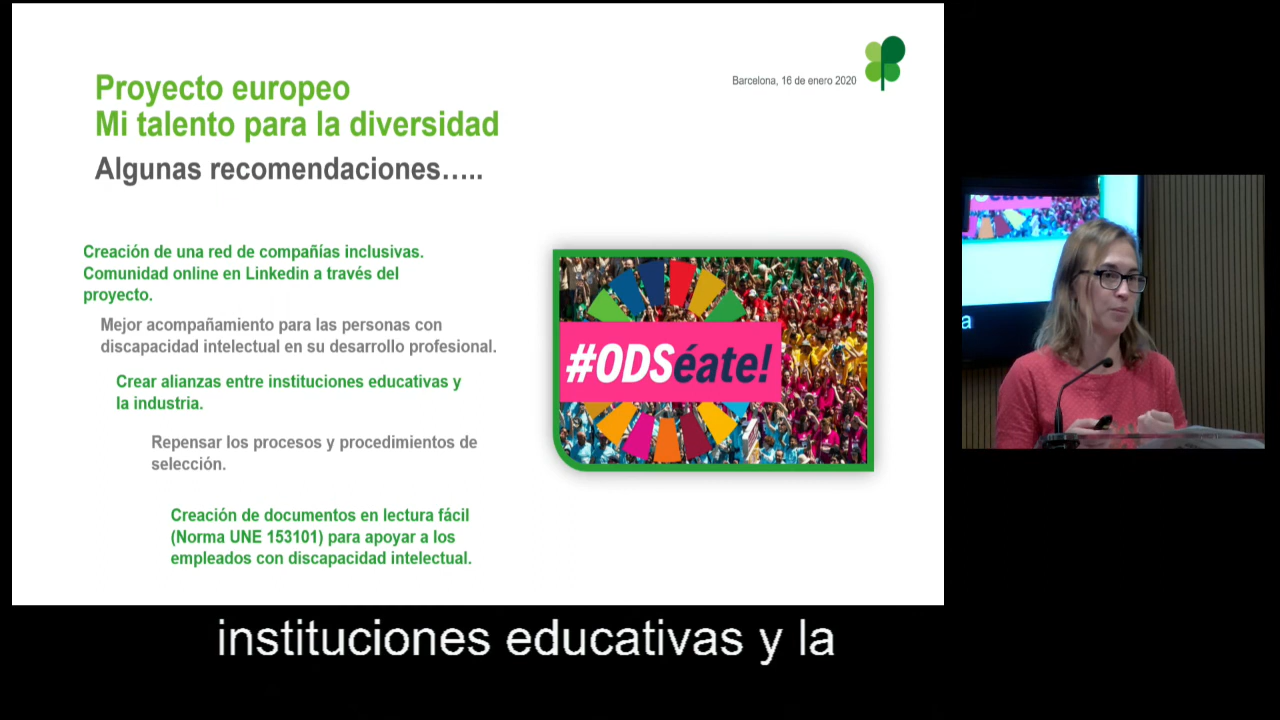 Proyecto europeo
Mi talento para la diversidad
Algunas recomendaciones…..
Barcelona, 16 de enero 2020
Creación de una red de compañías inclusivas.
Comunidad online en Linkedin a través del
proyecto.
Mejor acompañamiento para las personas con
discapacidad intelectual en su desarrollo profesional.
Crear alianzas entre instituciones educativas y
la industria.
Repensar los procesos y procedimientos de
selección.
Creación de documentos en lectura fácil
(Norma UNE 153101) para apoyar a los
empleados con discapacidad intelectual.
#ODSéate!
a
instituciones educativas y la